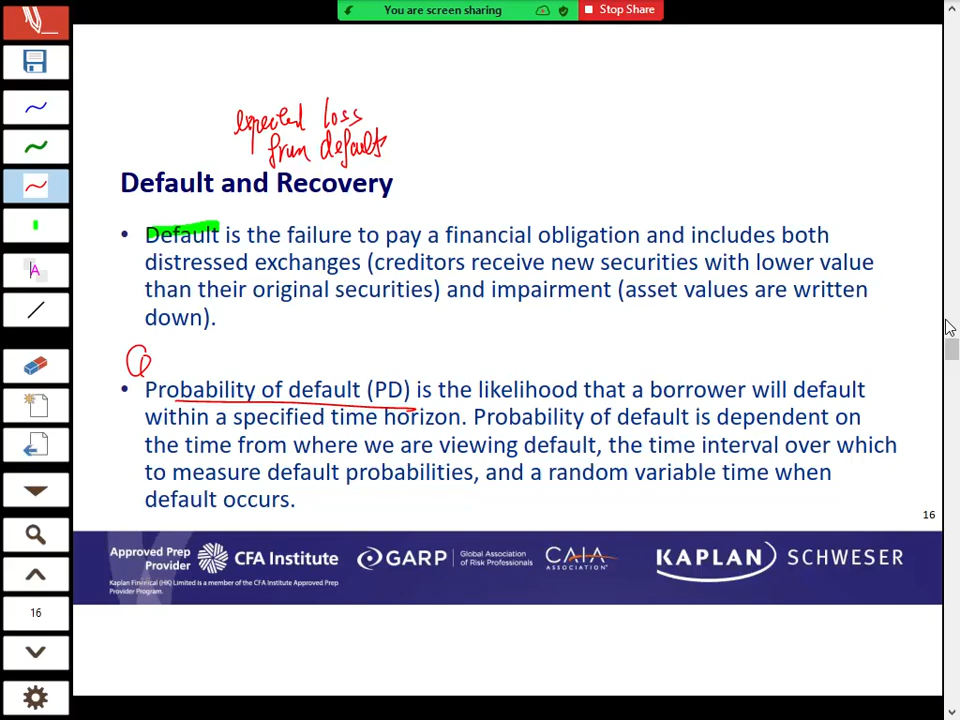 You are screen sharing
Stop Share
expected loss
from default
Default and Recovery
• Default is the failure to pay a financial obligation and includes both
distressed exchanges (creditors receive new securities with lower value
than their original securities) and impairment (asset values are written
down).
• Probability of default (PD) is the likelihood that a borrower will default
within a specified time horizon. Probability of default is dependent on
the time from where we are viewing default, the time interval over which
to measure default probabilities, and a random variable time when
default occurs.
16
Approved Prep
Provider
CFA Institute
GARP
Global Association
of Risk Professionals
CAIA
ASSOCIATION®
KAPLAN SCHWESER
Kaplan Finirical (HK) Limited is a member of the CFA Institute Approved Prep
Provider Program.
A
16